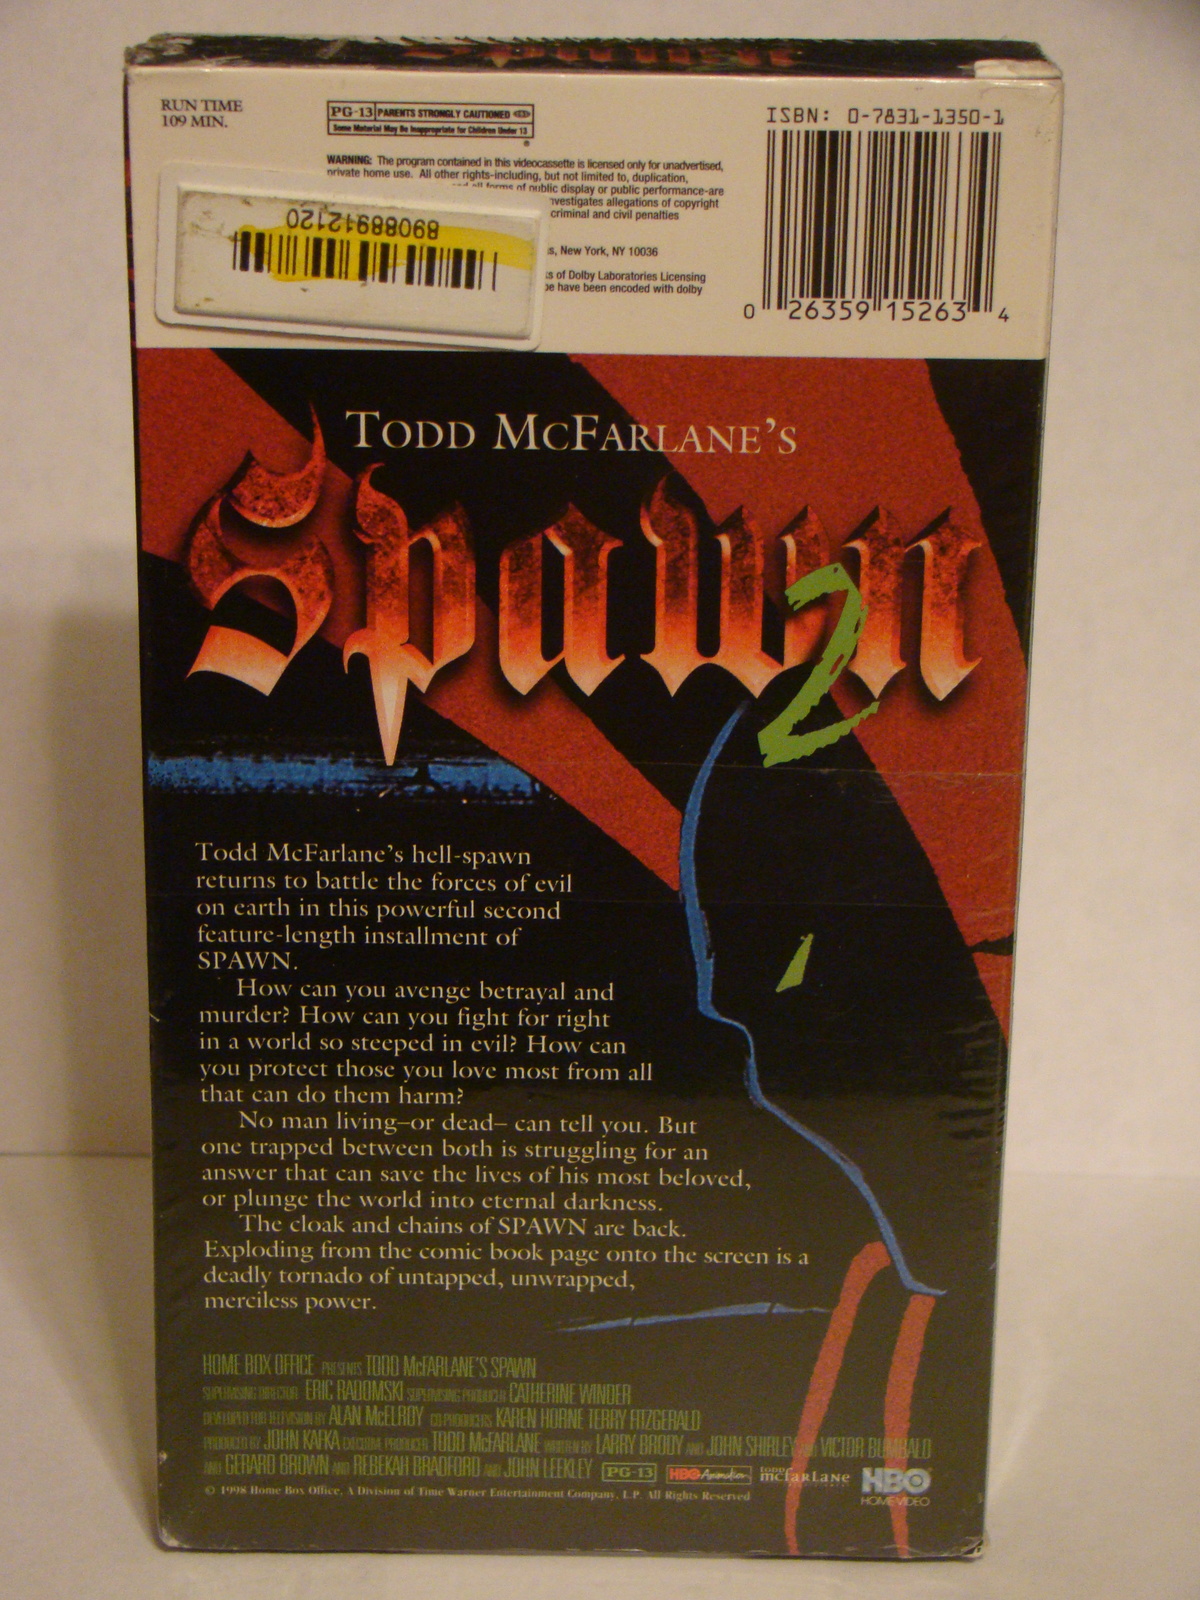 Spawn
RUN TIME
109 MIN.
PG-13 PARENTS STRONGLY CAUTIONED
Some Material May Be Inappropriate for Children Under 13
®
WARNING: The program contained in this videocassette is licensed only for unadvertised,
private home use. All other rights-including, but not limited to, duplication,
and all forms of public display or public performance-are
investigates allegations of copyright
criminal and civil penalties
New York, NY 10036
of Dolby Laboratories Licensing
have been encoded with dolby
89088912120
ISBN: 0-7831-1350-1
0 26359 15263 4
TODD MCFARLANE'S
Spawn
2
Todd McFarlane's hell-spawn
returns to battle the forces of evil
on earth in this powerful second
feature-length installment of
SPAWN.
How can you avenge betrayal and
murder? How can you fight for right
in a world so steeped in evil? How can
you protect those you love most from all
that can do them harm?
No man living–or dead– can tell you. But
one trapped between both is struggling for an
answer that can save the lives of his most beloved,
or plunge the world into eternal darkness.
The cloak and chains of SPAWN are back.
Exploding from the comic book page onto the screen is a
deadly tornado of untapped, unwrapped,
merciless power.
HOME BOX OFFICE PRESENTS TODD McFARLANE'S SPAWN
SUPERVISING DIRECTOR ERIC RADOMSKI SUPERVISING PRODUCER CATHERINE WINDER
DEVELOPED FOR TELEVISION BY ALAN McELROY CO-PRODUCERS KAREN HORNE TERRY FITZGERALD
PRODUCED BY JOHN KAFKA EXECUTIVE PRODUCER TODD McFARLANE WRITTEN BY LARRY BRODY AND JOHN SHIRLEY AND VICTOR BUMBALO
AND GERARD BROWN AND REBEKAH BRADFORD AND JOHN LEEKLEY PG-13 HBO Animation TODD mcfarlane ENTERTAINMENT HBO
HOME VIDEO
© 1998 Home Box Office, A Division of Time Warner Entertainment Company, L.P. All Rights Reserved